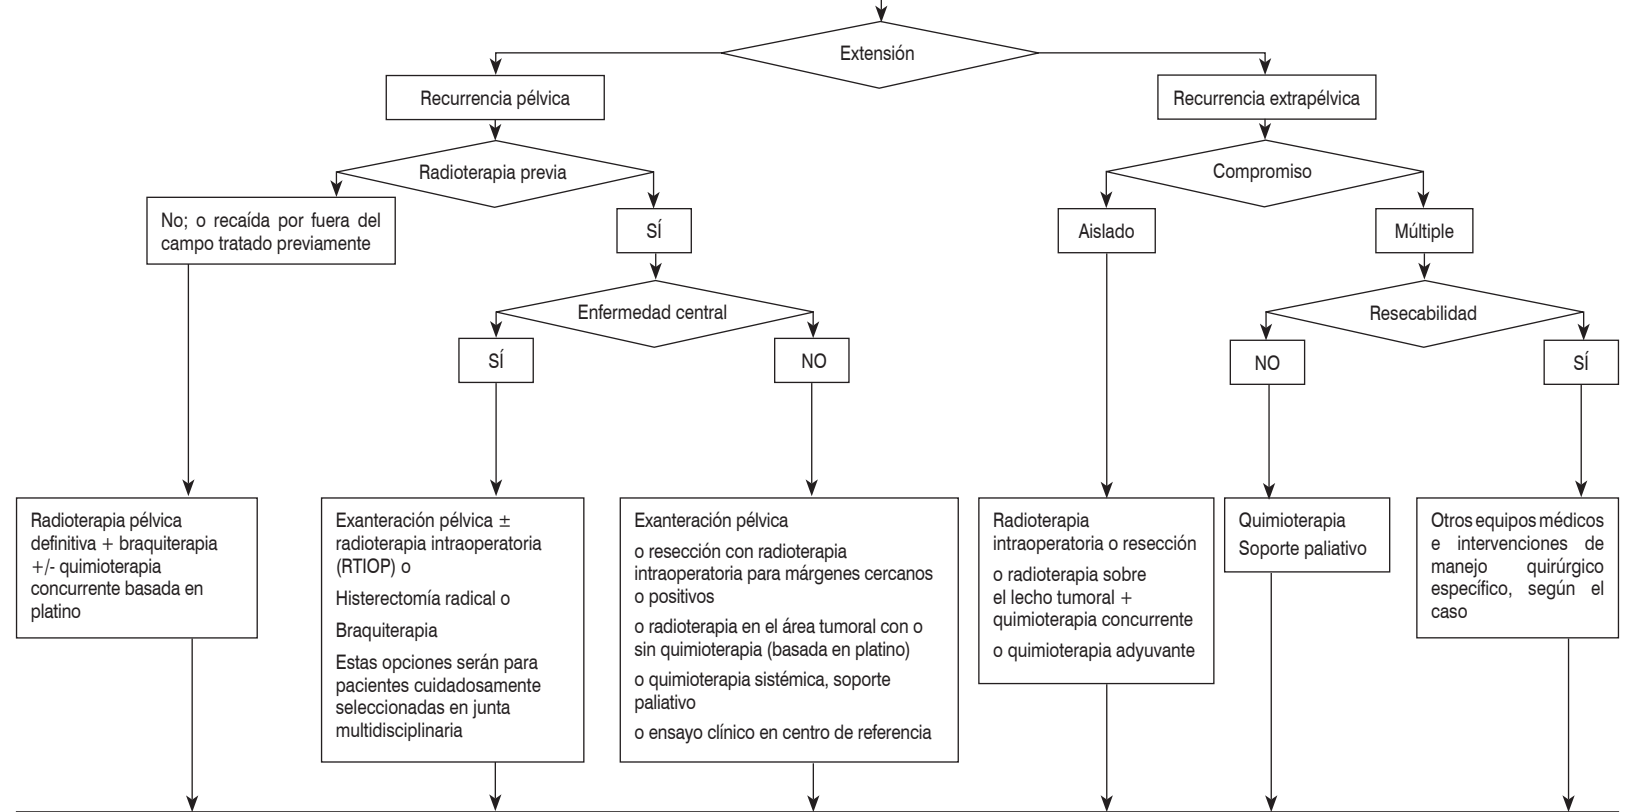 Extensión
Recurrencia pélvica
Recurrencia extrapélvica
Radioterapia previa
Compromiso
No; o recaída por fuera del
campo tratado previamente
SÍ
Aislado
Múltiple
Enfermedad central
Resecabilidad
SÍ
NO
NO
SÍ
Radioterapia pélvica
definitiva + braquiterapia
+/- quimioterapia
concurrente basada en
platino
Exanteración pélvica ±
radioterapia intraoperatoria
(RTIOP) o
Histerectomía radical o
Braquiterapia
Estas opciones serán para
pacientes cuidadosamente
seleccionadas en junta
multidisciplinaria
Exanteración pélvica
o resección con radioterapia
intraoperatoria para márgenes cercanos
o positivos
o radioterapia en el área tumoral con o
sin quimioterapia (basada en platino)
o quimioterapia sistémica, soporte
paliativo
o ensayo clínico en centro de referencia
Radioterapia
intraoperatoria o resección
o radioterapia sobre
el lecho tumoral +
quimioterapia concurrente
o quimioterapia adyuvante
Quimioterapia
Soporte paliativo
Otros equipos médicos
e intervenciones de
manejo quirúrgico
específico, según el
caso